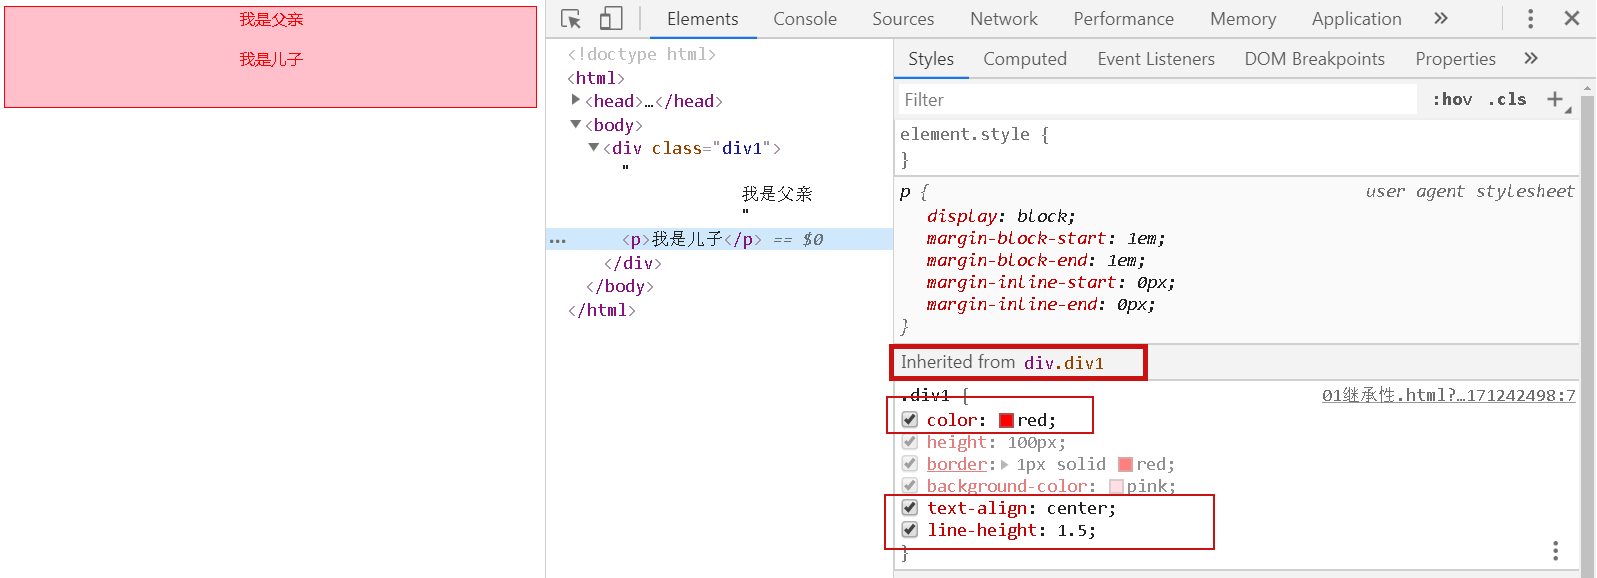 我是父亲
我是儿子
Elements Console Sources Network Performance Memory Application »
<!doctype html>
<html>
<head>…</head>
<body>
<div class="div1">
"
我是父亲
"
… <p>我是儿子</p> == $0
</div>
</body>
</html>
Styles Computed Event Listeners DOM Breakpoints Properties »
Filter :hov .cls +
element.style {
}
p { user agent stylesheet
display: block;
margin-block-start: 1em;
margin-block-end: 1em;
margin-inline-start: 0px;
margin-inline-end: 0px;
}
Inherited from div.div1
.div1 { 01继承性.html?…171242498:7
color: red;
height: 100px;
border: 1px solid red;
background-color: pink;
text-align: center;
line-height: 1.5;
}